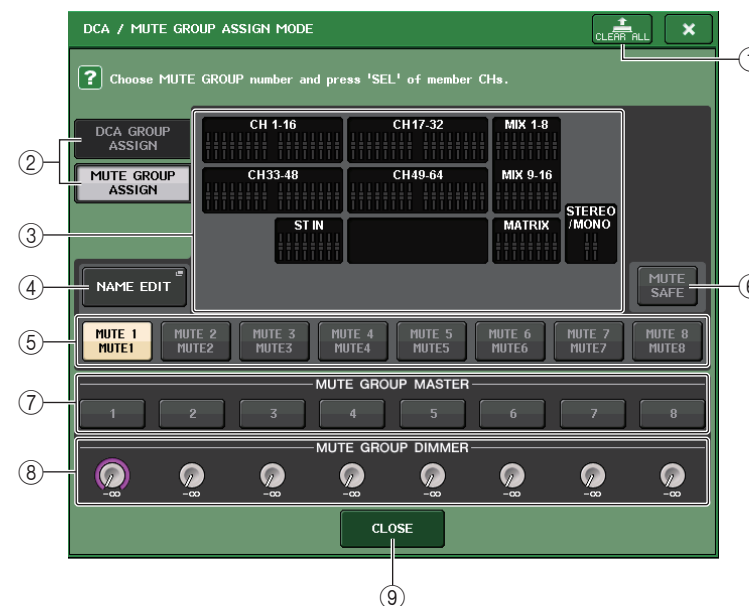 DCA / MUTE GROUP ASSIGN MODE
CLEAR ALL
? Choose MUTE GROUP number and press 'SEL' of member CHs.
②
DCA GROUP
ASSIGN
MUTE GROUP
ASSIGN
③
CH 1-16
CH17-32
MIX 1-8
CH33-48
CH49-64
MIX 9-16
ST IN
MATRIX
STEREO
/MONO
④
NAME EDIT
MUTE
SAFE
⑤
MUTE 1
MUTE1
MUTE 2
MUTE2
MUTE 3
MUTE3
MUTE 4
MUTE4
MUTE 5
MUTE5
MUTE 6
MUTE6
MUTE 7
MUTE7
MUTE 8
MUTE8
⑦
MUTE GROUP MASTER
1 2 3 4 5 6 7 8
⑧
MUTE GROUP DIMMER
-∞ -∞ -∞ -∞ -∞ -∞ -∞ -∞
CLOSE
⑨